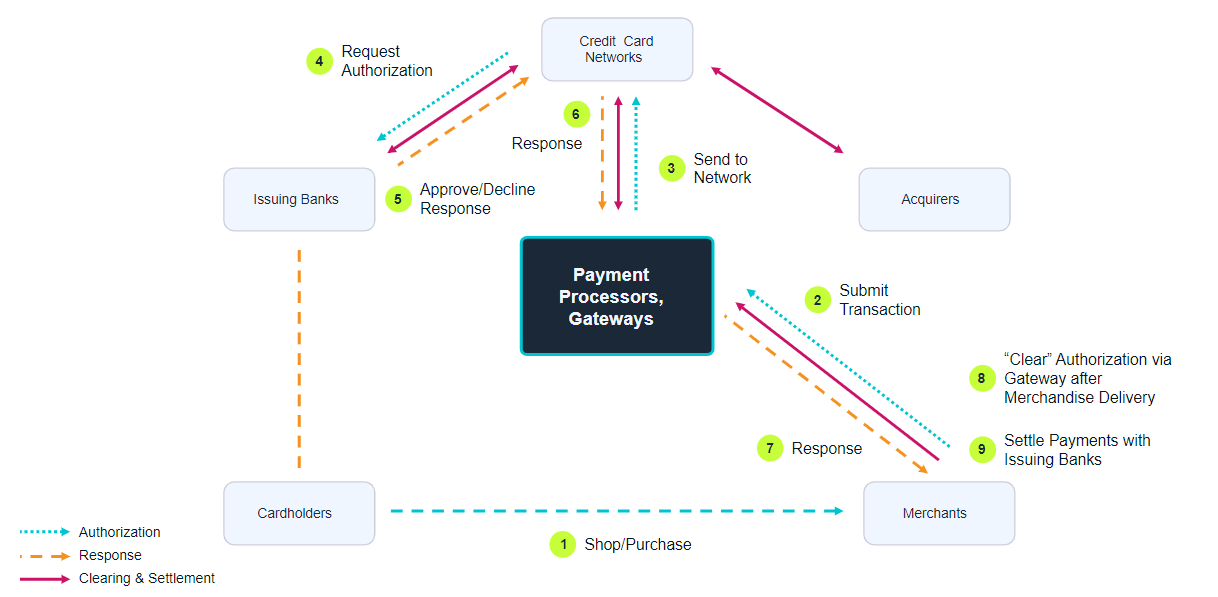 Credit Card
Networks
4
Request
Authorization
6
Response
3
Send to
Network
Issuing Banks
5
Approve/Decline
Response
Acquirers
Payment
Processors,
Gateways
2
Submit
Transaction
8
“Clear” Authorization via
Gateway after
Merchandise Delivery
7
Response
9
Settle Payments with
Issuing Banks
Cardholders
Merchants
1
Shop/Purchase
Authorization
Response
Clearing & Settlement